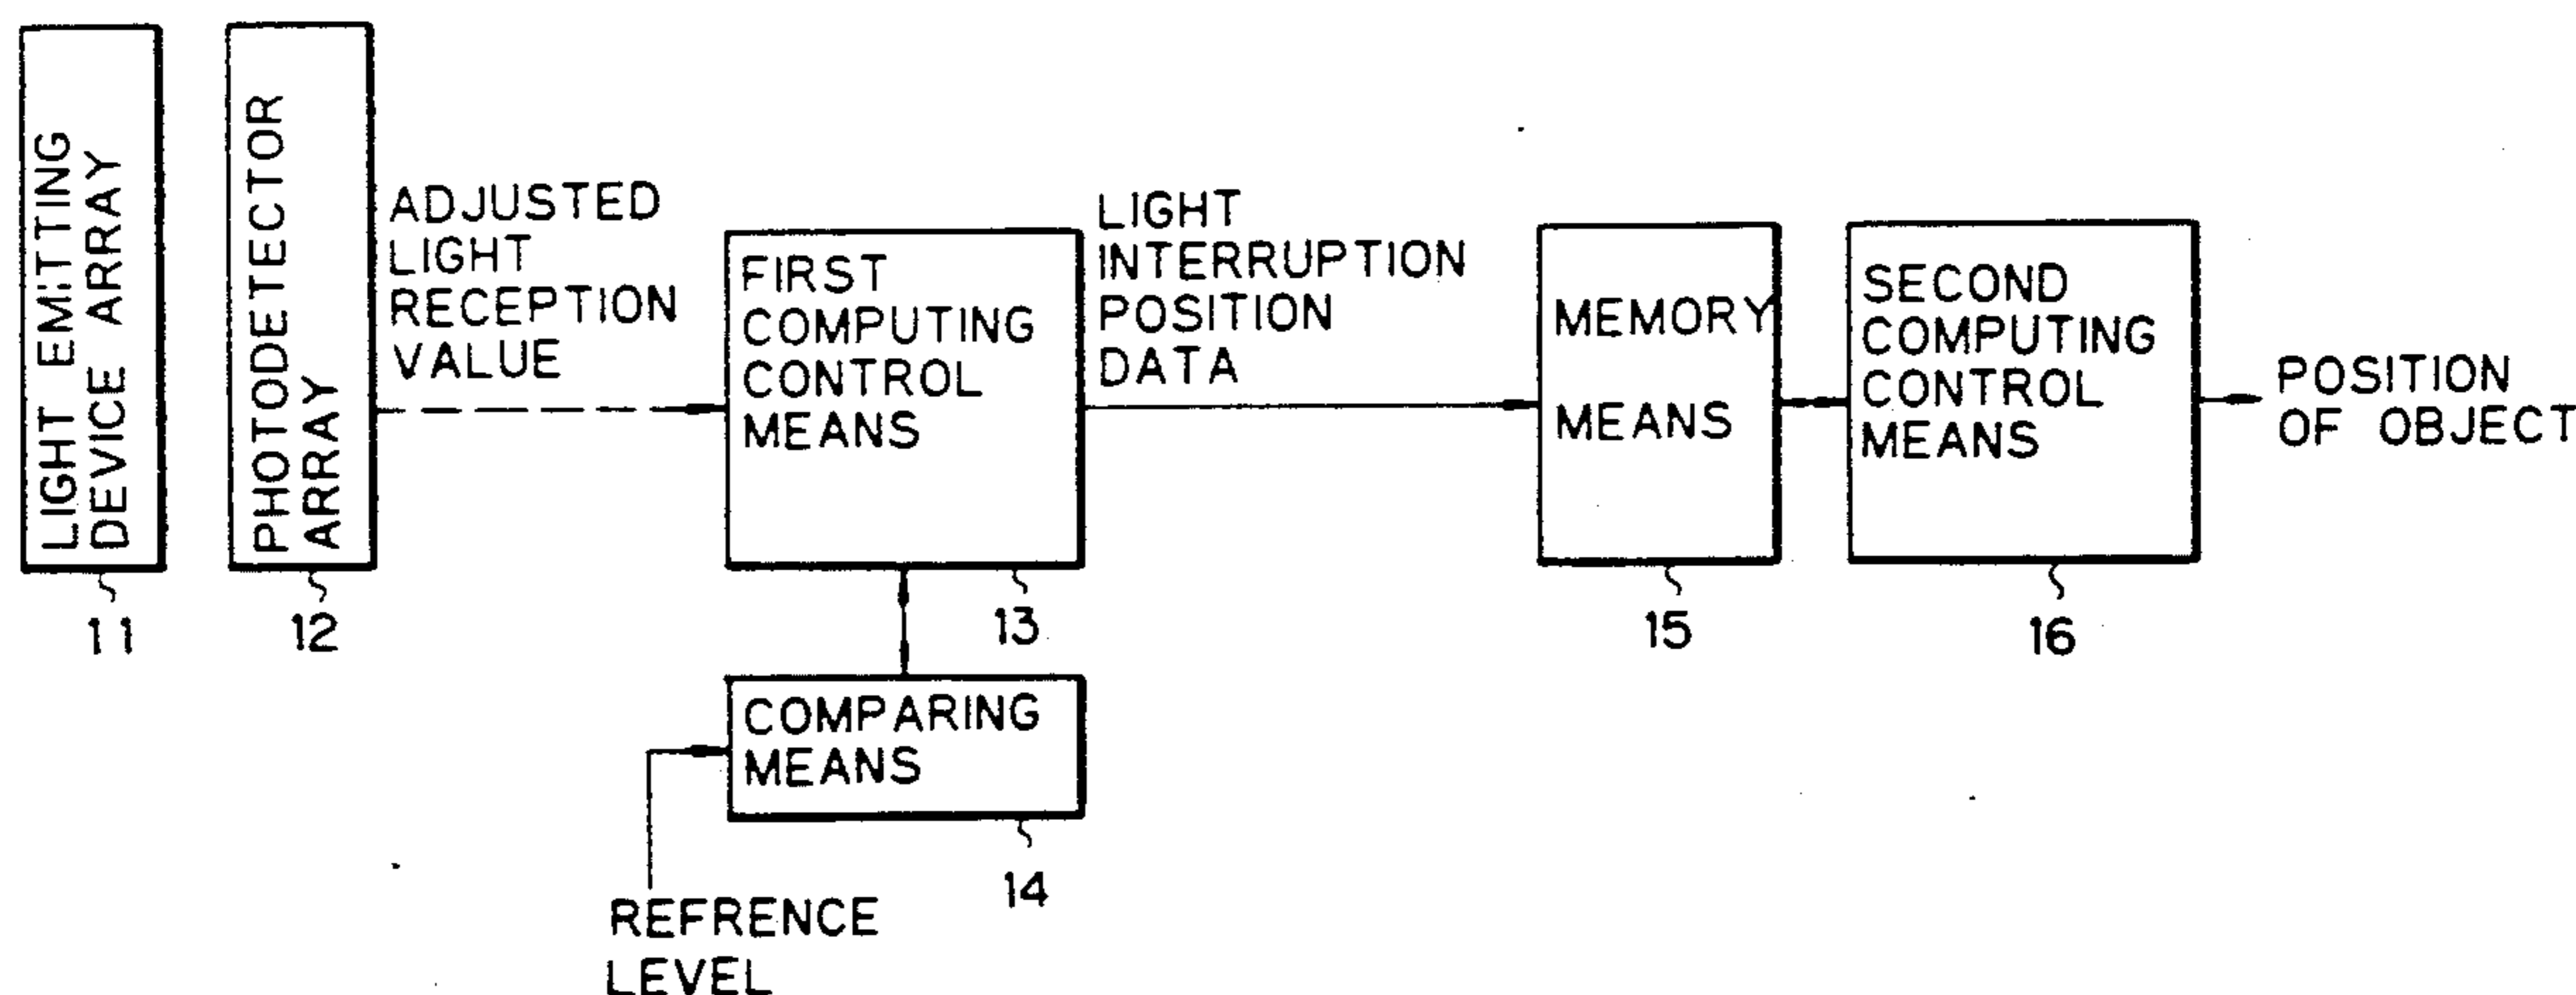 LIGHT EMITTING
DEVICE ARRAY
11
PHOTODETECTOR
ARRAY
12
ADJUSTED
LIGHT
RECEPTION
VALUE
FIRST
COMPUTING
CONTROL
MEANS
13
COMPARING
MEANS
14
REFRENCE
LEVEL
LIGHT
INTERRUPTION
POSITION
DATA
MEMORY
MEANS
15
SECOND
COMPUTING
CONTROL
MEANS
16
POSITION
OF OBJECT